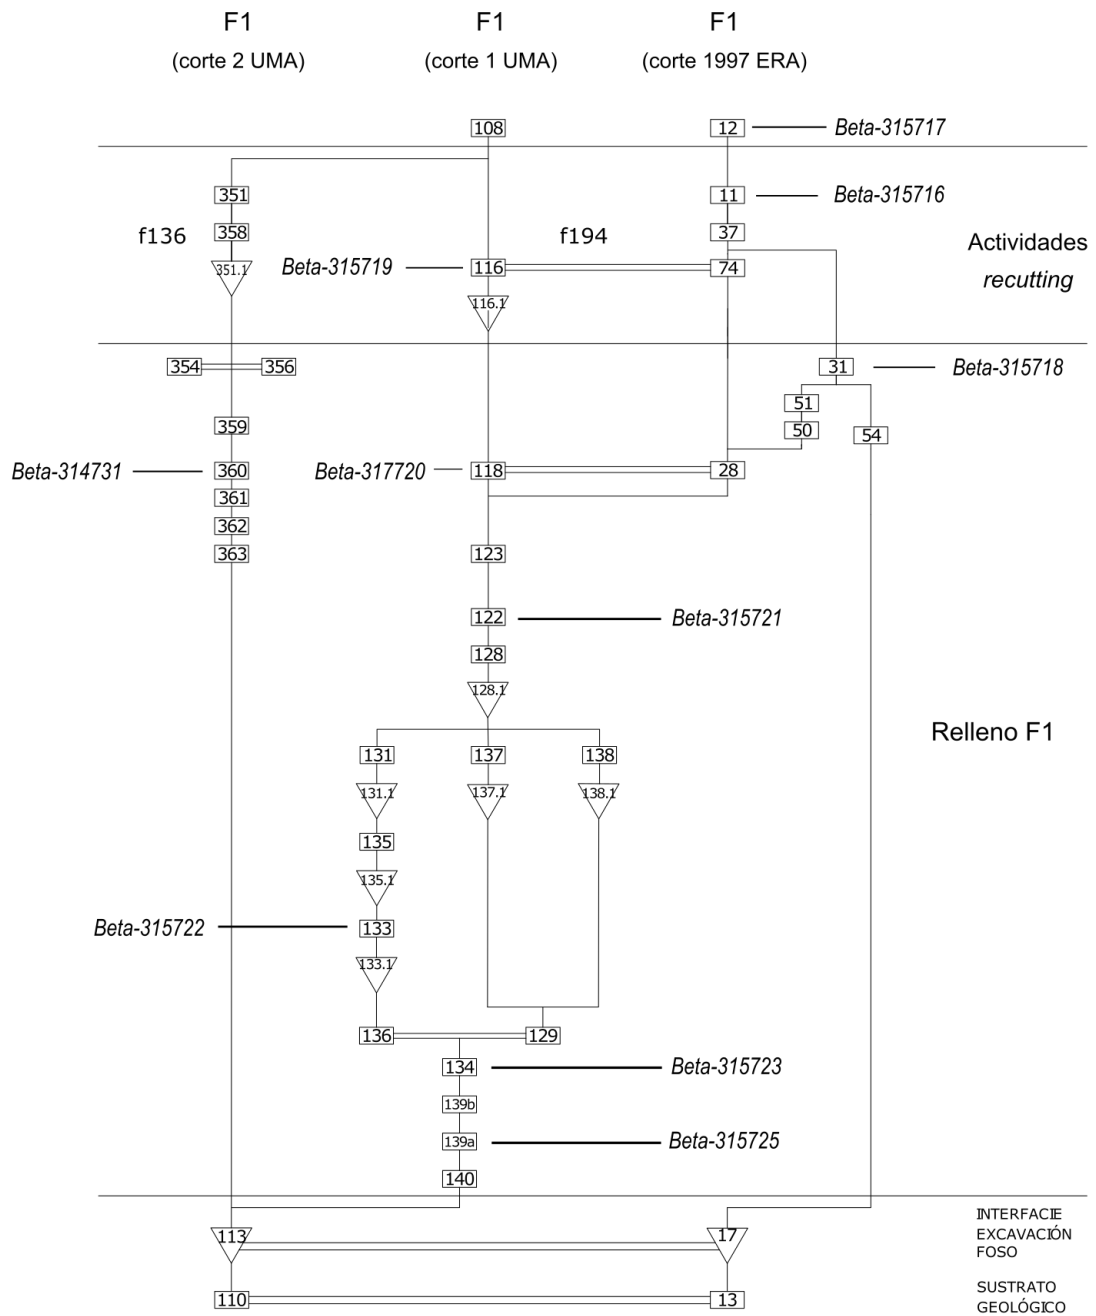 F1 F1 F1
(corte 2 UMA) (corte 1 UMA) (corte 1997 ERA)
108 12 Beta-315717
351 11 Beta-315716
f136 358 f194 37
Actividades
recutting
351.1 Beta-315719 116 74
116.1
354 356 31 Beta-315718
51
359 50 54
Beta-314731 360 Beta-317720 118 28
361
362
363 123
122 Beta-315721
128
128.1
Relleno F1
131 137 138
131.1 137.1 138.1
135
135.1
Beta-315722 133
133.1
136 129
134 Beta-315723
139b
139a Beta-315725
140
113 17
INTERFACIE
EXCAVACIÓN
FOSO
110 13
SUSTRATO
GEOLÓGICO